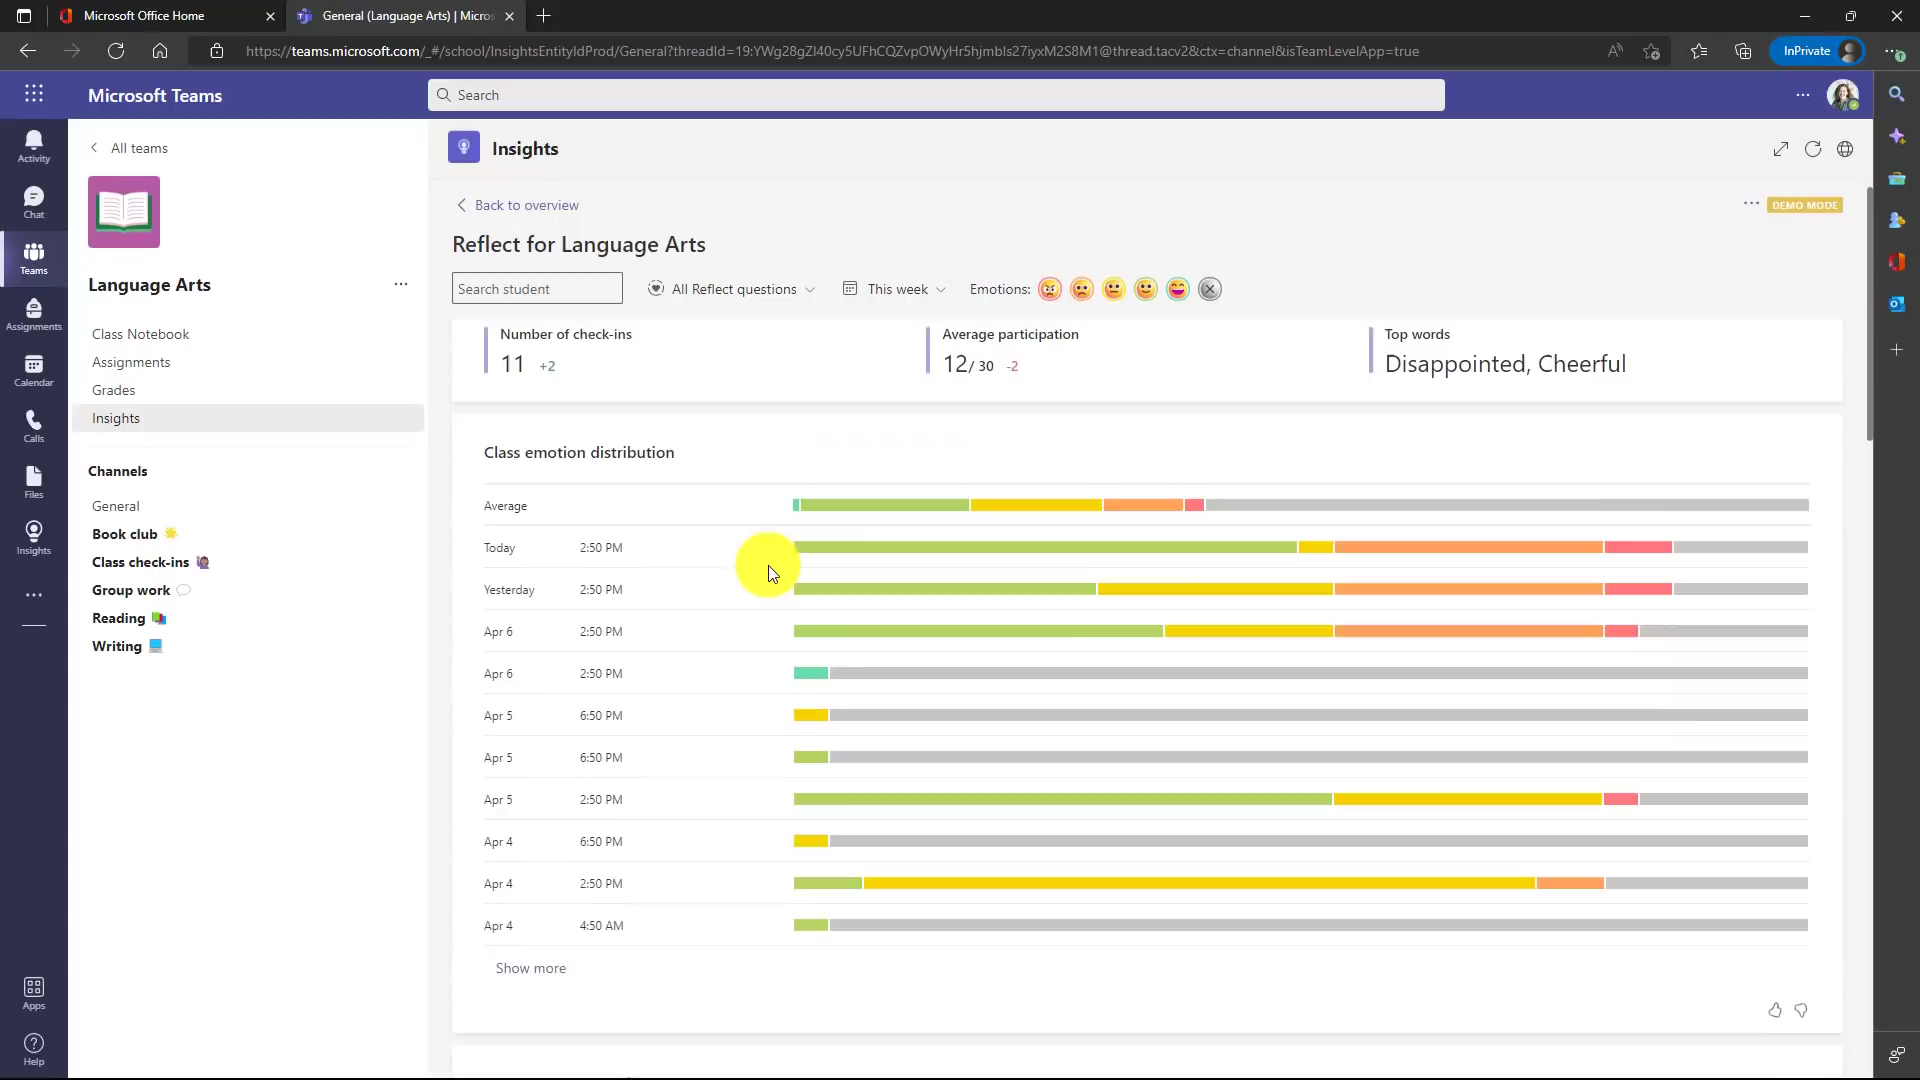 Microsoft Office Home
General (Language Arts) | Micros
https://teams.microsoft.com/_#/school/InsightsEntityIdProd/General?threadId=19:YWg28gZI40cy5UFhCQZvpOWyHr5hjmbls27iyxM2S8M1@thread.tacv2&ctx=channel&isTeamLevelApp=true
InPrivate
Microsoft Teams
Search
Activity
Chat
Teams
Assignments
Calendar
Calls
Files
Insights
Apps
Help
All teams
Language Arts
Class Notebook
Assignments
Grades
Insights
Channels
General
Book club
Class check-ins
Group work
Reading
Writing
Insights
Back to overview
DEMO MODE
Reflect for Language Arts
Search student
All Reflect questions
This week
Emotions:
Number of check-ins
11 +2
Average participation
12/ 30 -2
Top words
Disappointed, Cheerful
Class emotion distribution
Average
Today 2:50 PM
Yesterday 2:50 PM
Apr 6 2:50 PM
Apr 6 2:50 PM
Apr 5 6:50 PM
Apr 5 6:50 PM
Apr 5 2:50 PM
Apr 4 6:50 PM
Apr 4 2:50 PM
Apr 4 4:50 AM
Show more